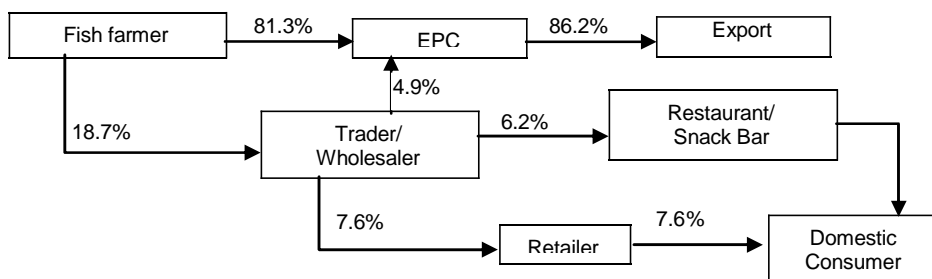 Fish farmer
81.3%
EPC
86.2%
Export
4.9%
18.7%
Trader/
Wholesaler
6.2%
Restaurant/
Snack Bar
7.6%
Retailer
7.6%
Domestic
Consumer